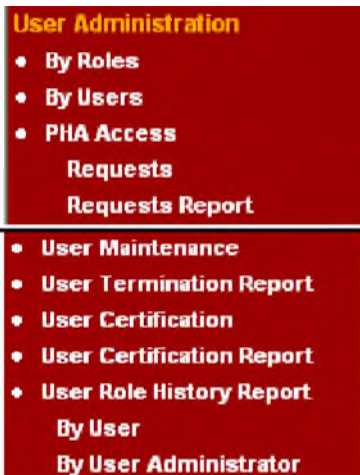 User Administration
• By Roles
• By Users
• PHA Access
Requests
Requests Report
• User Maintenance
• User Termination Report
• User Certification
• User Certification Report
• User Role History Report
By User
By User Administrator